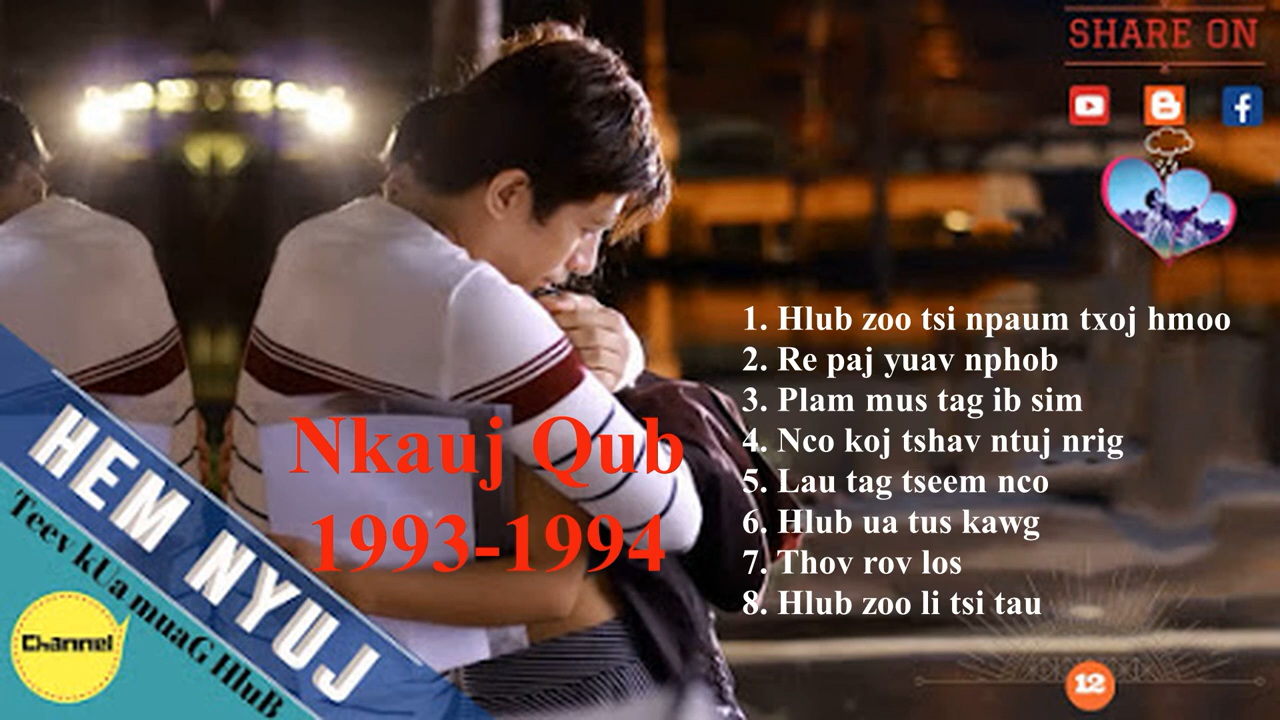 SHARE ON
1. Hlub zoo tsi npaum txoj hmoo
2. Re paj yuav nphob
3. Plam mus tag ib sim
4. Nco koj tshav ntuj nrig
5. Lau tag tseem nco
6. Hlub ua tus kawg
7. Thov rov los
8. Hlub zoo li tsi tau
Nkauj Qub
1993-1994
HEM NYUJ
Teev kUa muaG HluB
Channel
12